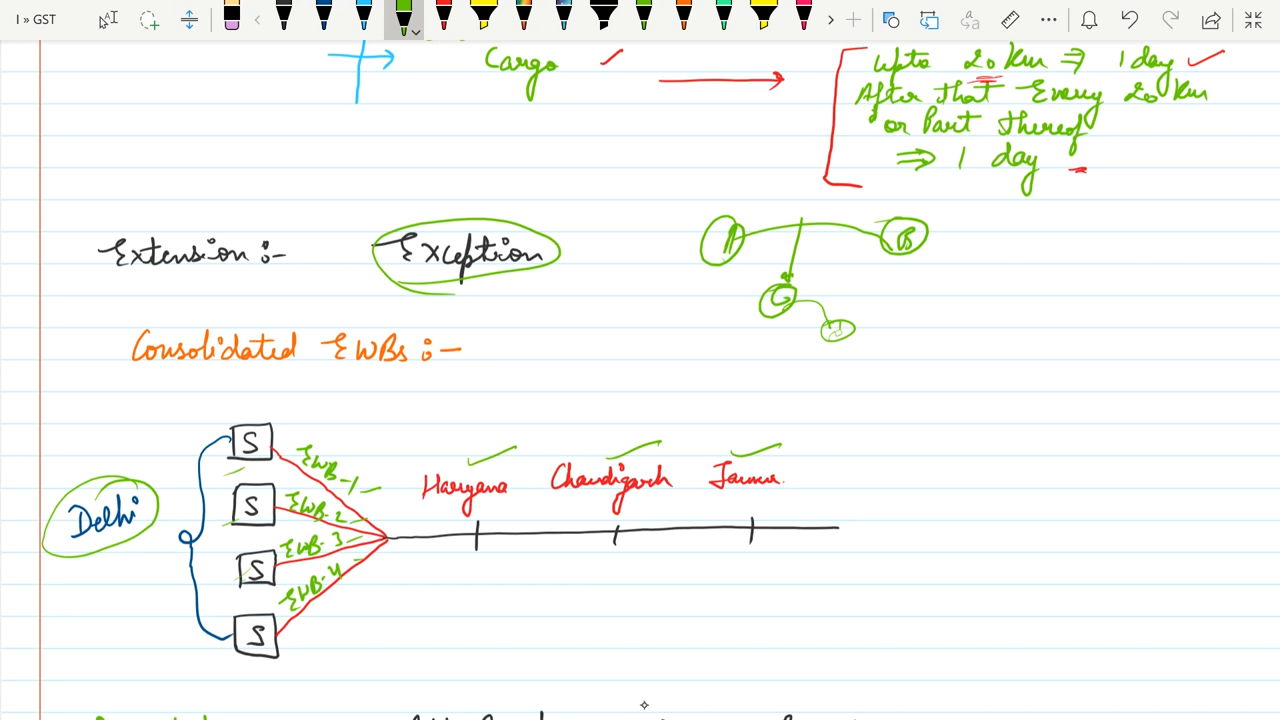 I » GST
Cargo
upto 20 Km ⇒ 1 day
After that Every 20 Km
or Part thereof
⇒ 1 day
Extension :-
Exception
A
B
C
Consolidated EWBs :-
Delhi
S
S
S
S
EWB-1
EWB-2
EWB-3
EWB-4
Haryana
Chandigarh